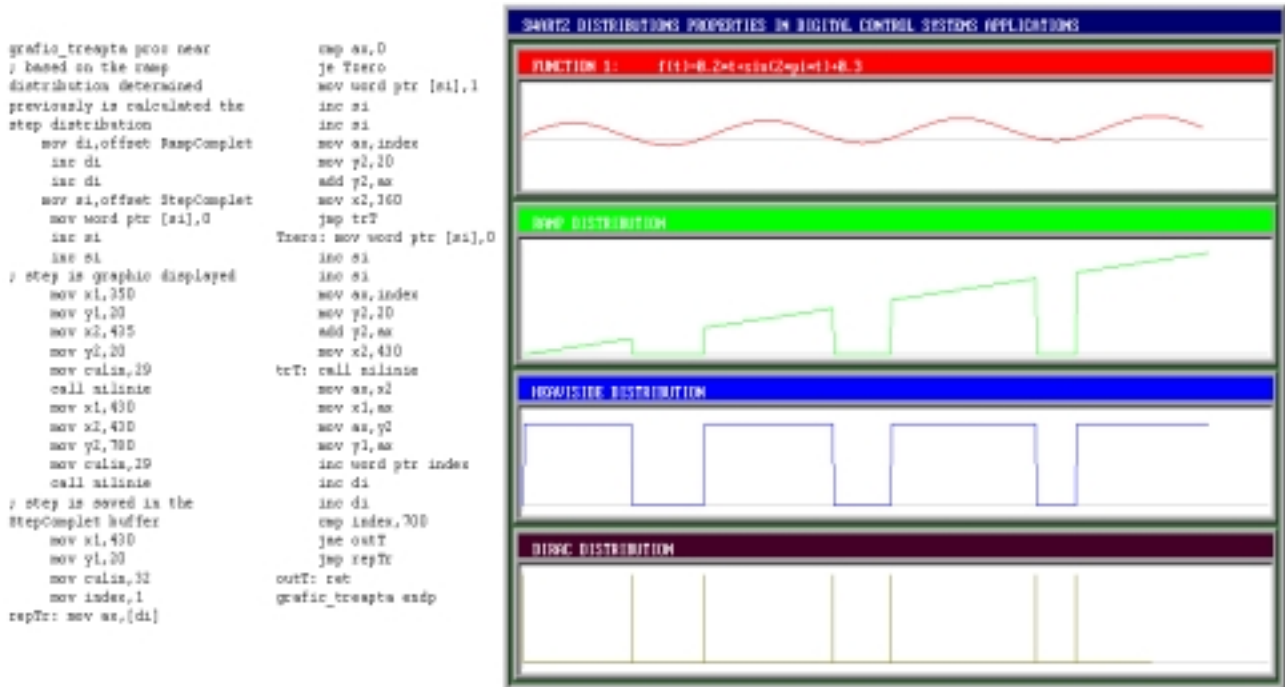 grafic_treapta proc near
; based on the ramp
distribution determined
previously is calculated the
step distribution
mov di,offset RampComplet
inc di
inc di
mov si,offset StepComplet
mov word ptr [si],0
inc si
inc si
; step is graphic displayed
mov x1,350
mov y1,20
mov x2,435
mov y2,20
mov culin,29
call nilinie
mov x1,430
mov x2,430
mov y2,700
mov culin,29
call nilinie
; step is saved in the
StepComplet buffer
mov x1,430
mov y1,20
mov culin,32
mov index,1
repTr: mov ax,[di]
cmp ax,0
je Tzero
mov word ptr [si],1
inc si
inc si
mov ax,index
mov y2,20
add y2,ax
mov x2,360
jmp trT
Tzero: mov word ptr [si],0
inc si
inc si
mov ax,index
mov y2,20
add y2,ax
mov x2,430
trT: call nilinie
mov ax,x2
mov x1,ax
mov ax,y2
mov y1,ax
inc word ptr index
inc di
inc di
cmp index,700
jne outT
jmp repTr
outT: ret
grafic_treapta endp
SWARTZ DISTRIBUTIONS PROPERTIES IN DIGITAL CONTROL SYSTEMS APPLICATIONS
FUNCTION 1: f(t)=0.2*t+sin(2*pi*t)+0.3
RAMP DISTRIBUTION
HEAVISIDE DISTRIBUTION
DIRAC DISTRIBUTION